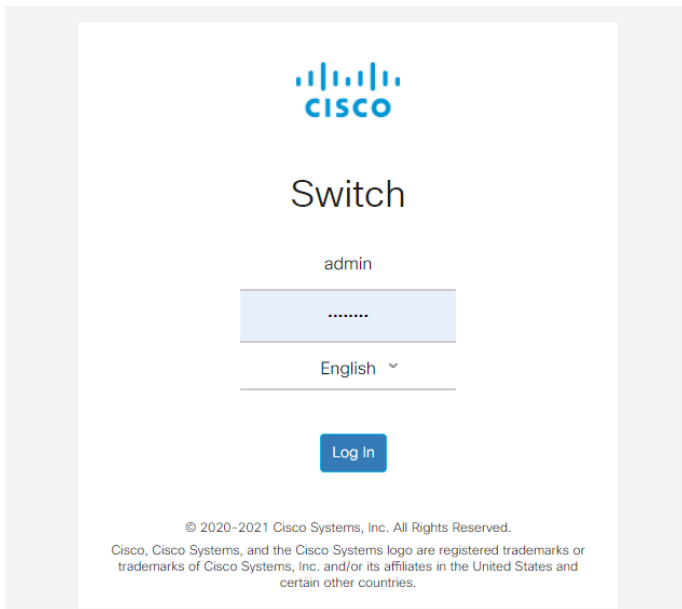 CISCO
Switch
admin
········
English
Log In
© 2020-2021 Cisco Systems, Inc. All Rights Reserved.
Cisco, Cisco Systems, and the Cisco Systems logo are registered trademarks or
trademarks of Cisco Systems, Inc. and/or its affiliates in the United States and
certain other countries.